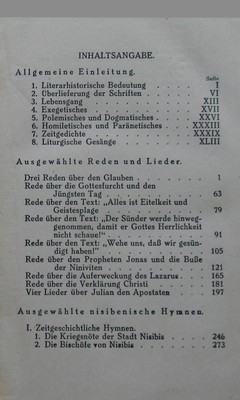 INHALTSANGABE.
Seite
Allgemeine Einleitung.
1. Literarhistorische Bedeutung . . . . I
2. Überlieferung der Schriften . . . . VI
3. Lebensgang . . . . . . . XIII
4. Exegetisches . . . . . . . XVII
5. Polemisches und Dogmatisches . . . . XXVI
6. Homiletisches und Paränetisches . . . . XXXIII
7. Zeitgedichte . . . . . . . XXXIX
8. Liturgische Gesänge . . . . . . XLIII
Ausgewählte Reden und Lieder.
Drei Reden über den Glauben . . . . . 1
Rede über die Gottesfurcht und den
Jüngsten Tag . . . . . . . 63
Rede über den Text: „Alles ist Eitelkeit und
Geistesplage . . . . . . . 79
Rede über den Text: "Der Sünder werde hinweg-
genommen, damit er Gottes Herrlichkeit
nicht schaue!" . . . . . . . 91
Rede über den Text: "Wehe uns, daß wir gesün-
digt haben!" . . . . . . . 105
Rede über den Propheten Jonas und die Buße
der Niniviten . . . . . . . 121
Rede über die Auferweckung des Lazarus . . 165
Rede über die Verklärung Christi . . . . 181
Vier Lieder über Julian den Apostaten . . . 197
Ausgewählte nisibenische Hymnen.
I. Zeitgeschichtliche Hymnen.
1. Die Kriegsnöte der Stadt Nisibis . . . 246
2. Die Bischöfe von Nisibis . . . . . 273